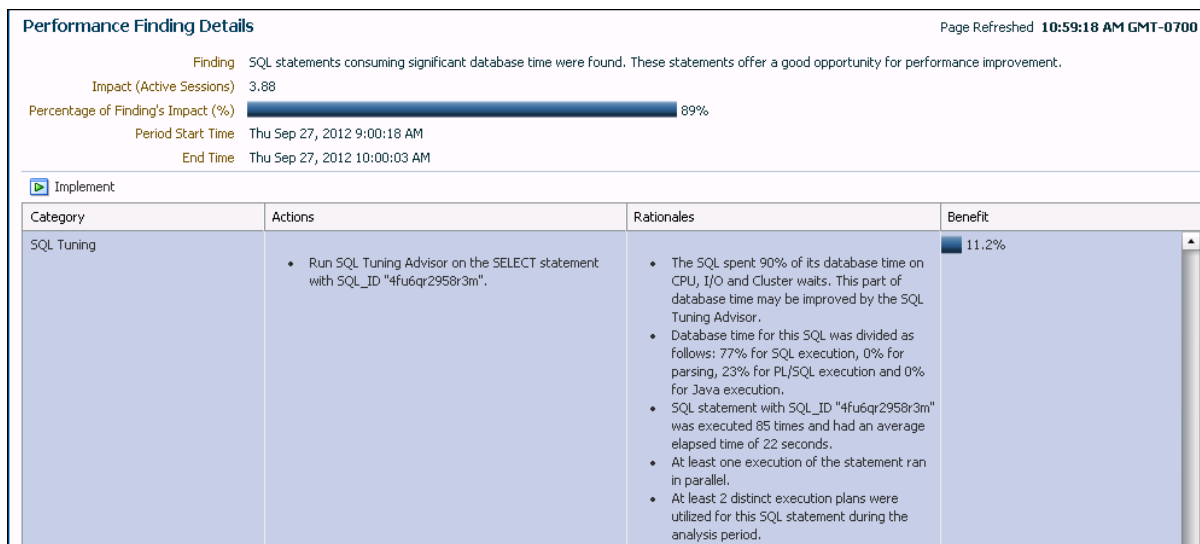 Performance Finding Details
Page Refreshed 10:59:18 AM GMT-0700
Finding SQL statements consuming significant database time were found. These statements offer a good opportunity for performance improvement.
Impact (Active Sessions) 3.88
Percentage of Finding's Impact (%) 89%
Period Start Time Thu Sep 27, 2012 9:00:18 AM
End Time Thu Sep 27, 2012 10:00:03 AM
Implement
Category Actions Rationales Benefit
SQL Tuning
• Run SQL Tuning Advisor on the SELECT statement
with SQL_ID "4fu6qr2958r3m".
• The SQL spent 90% of its database time on
CPU, I/O and Cluster waits. This part of
database time may be improved by the SQL
Tuning Advisor.
• Database time for this SQL was divided as
follows: 77% for SQL execution, 0% for
parsing, 23% for PL/SQL execution and 0%
for Java execution.
• SQL statement with SQL_ID "4fu6qr2958r3m"
was executed 85 times and had an average
elapsed time of 22 seconds.
• At least one execution of the statement ran
in parallel.
• At least 2 distinct execution plans were
utilized for this SQL statement during the
analysis period.
11.2%